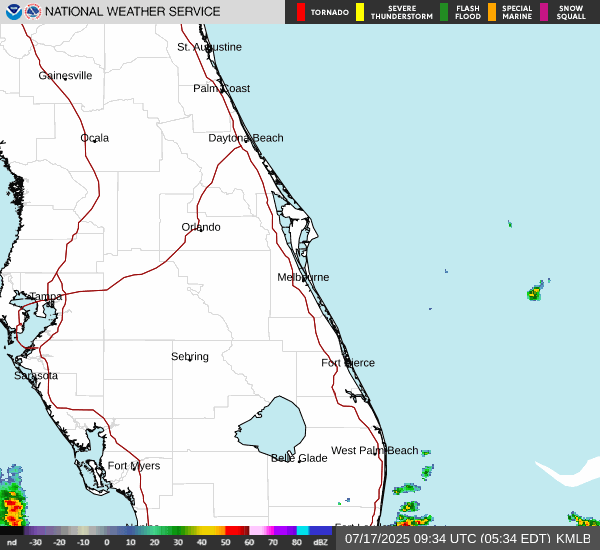 NATIONAL WEATHER SERVICE
TORNADO
SEVERE
THUNDERSTORM
FLASH
FLOOD
SPECIAL
MARINE
SNOW
SQUALL
St. Augustine
Gainesville
Palm Coast
Ocala
Daytona Beach
Orlando
Melbourne
Tampa
Sebring
Fort Pierce
Sarasota
West Palm Beach
Belle Glade
Fort Myers
nd -30 -20 -10 0 10 20 30 40 50 60 70 80 dBZ
07/17/2025 09:34 UTC (05:34 EDT) KMLB